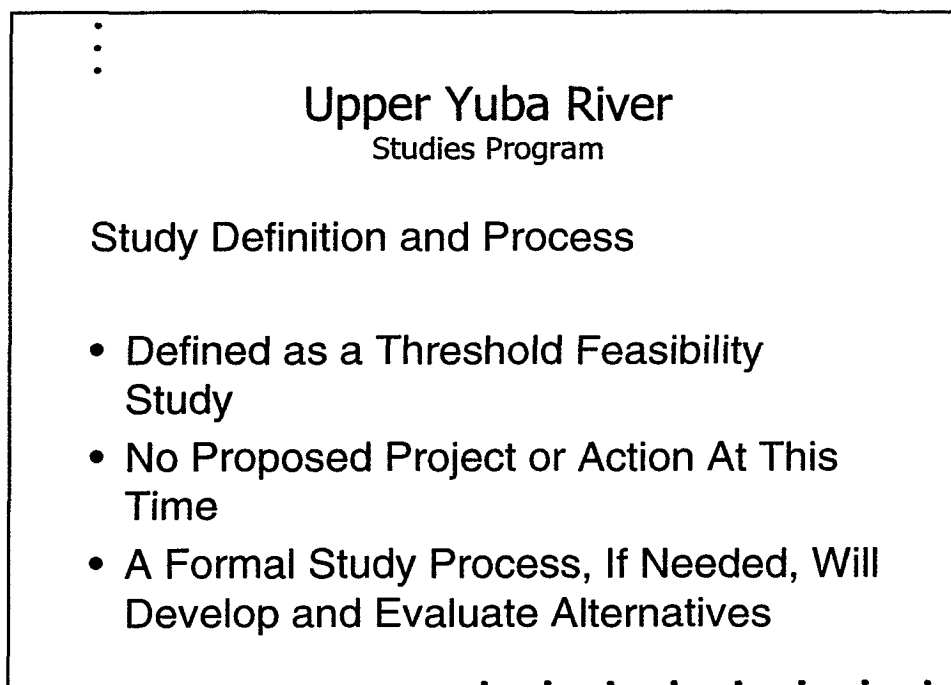 Upper Yuba River
Studies Program
Study Definition and Process
• Defined as a Threshold Feasibility
Study
• No Proposed Project or Action At This
Time
• A Formal Study Process, If Needed, Will
Develop and Evaluate Alternatives